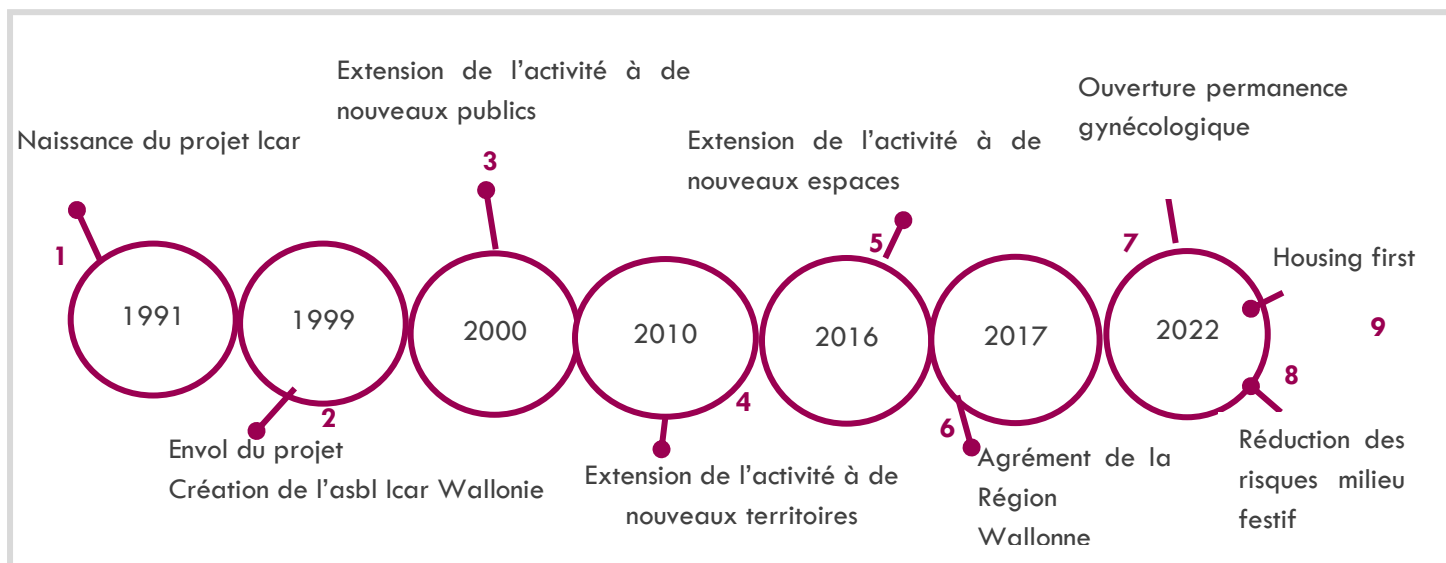 Naissance du projet Icar
1
1991
1999
2
Envol du projet
Création de l'asbl Icar Wallonie
Extension de l'activité à de
nouveaux publics
3
2000
2010
4
Extension de l'activité à de
nouveaux territoires
Extension de l'activité à de
nouveaux espaces
5
2016
2017
6
Agrément de la
Région
Wallonne
Ouverture permanence
gynécologique
7
2022
Housing first
9
8
Réduction des
risques milieu
festif